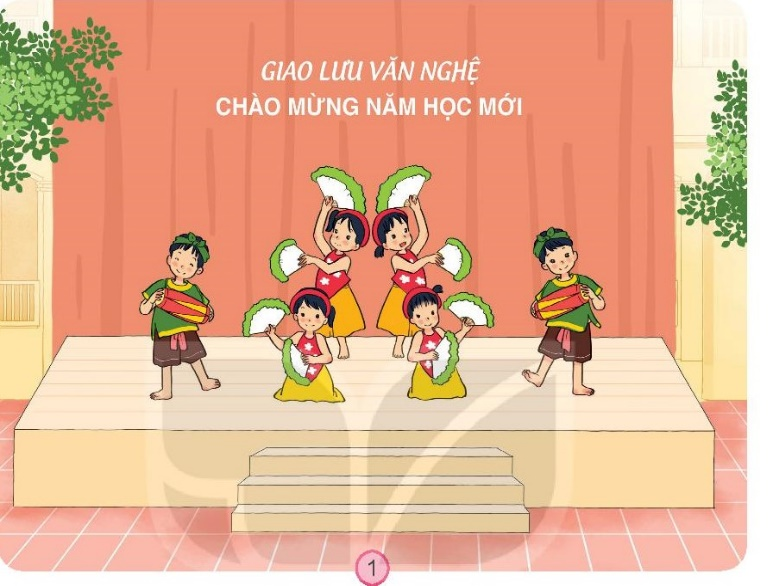 GIAO LƯU VĂN NGHỆ
CHÀO MỪNG NĂM HỌC MỚI
1